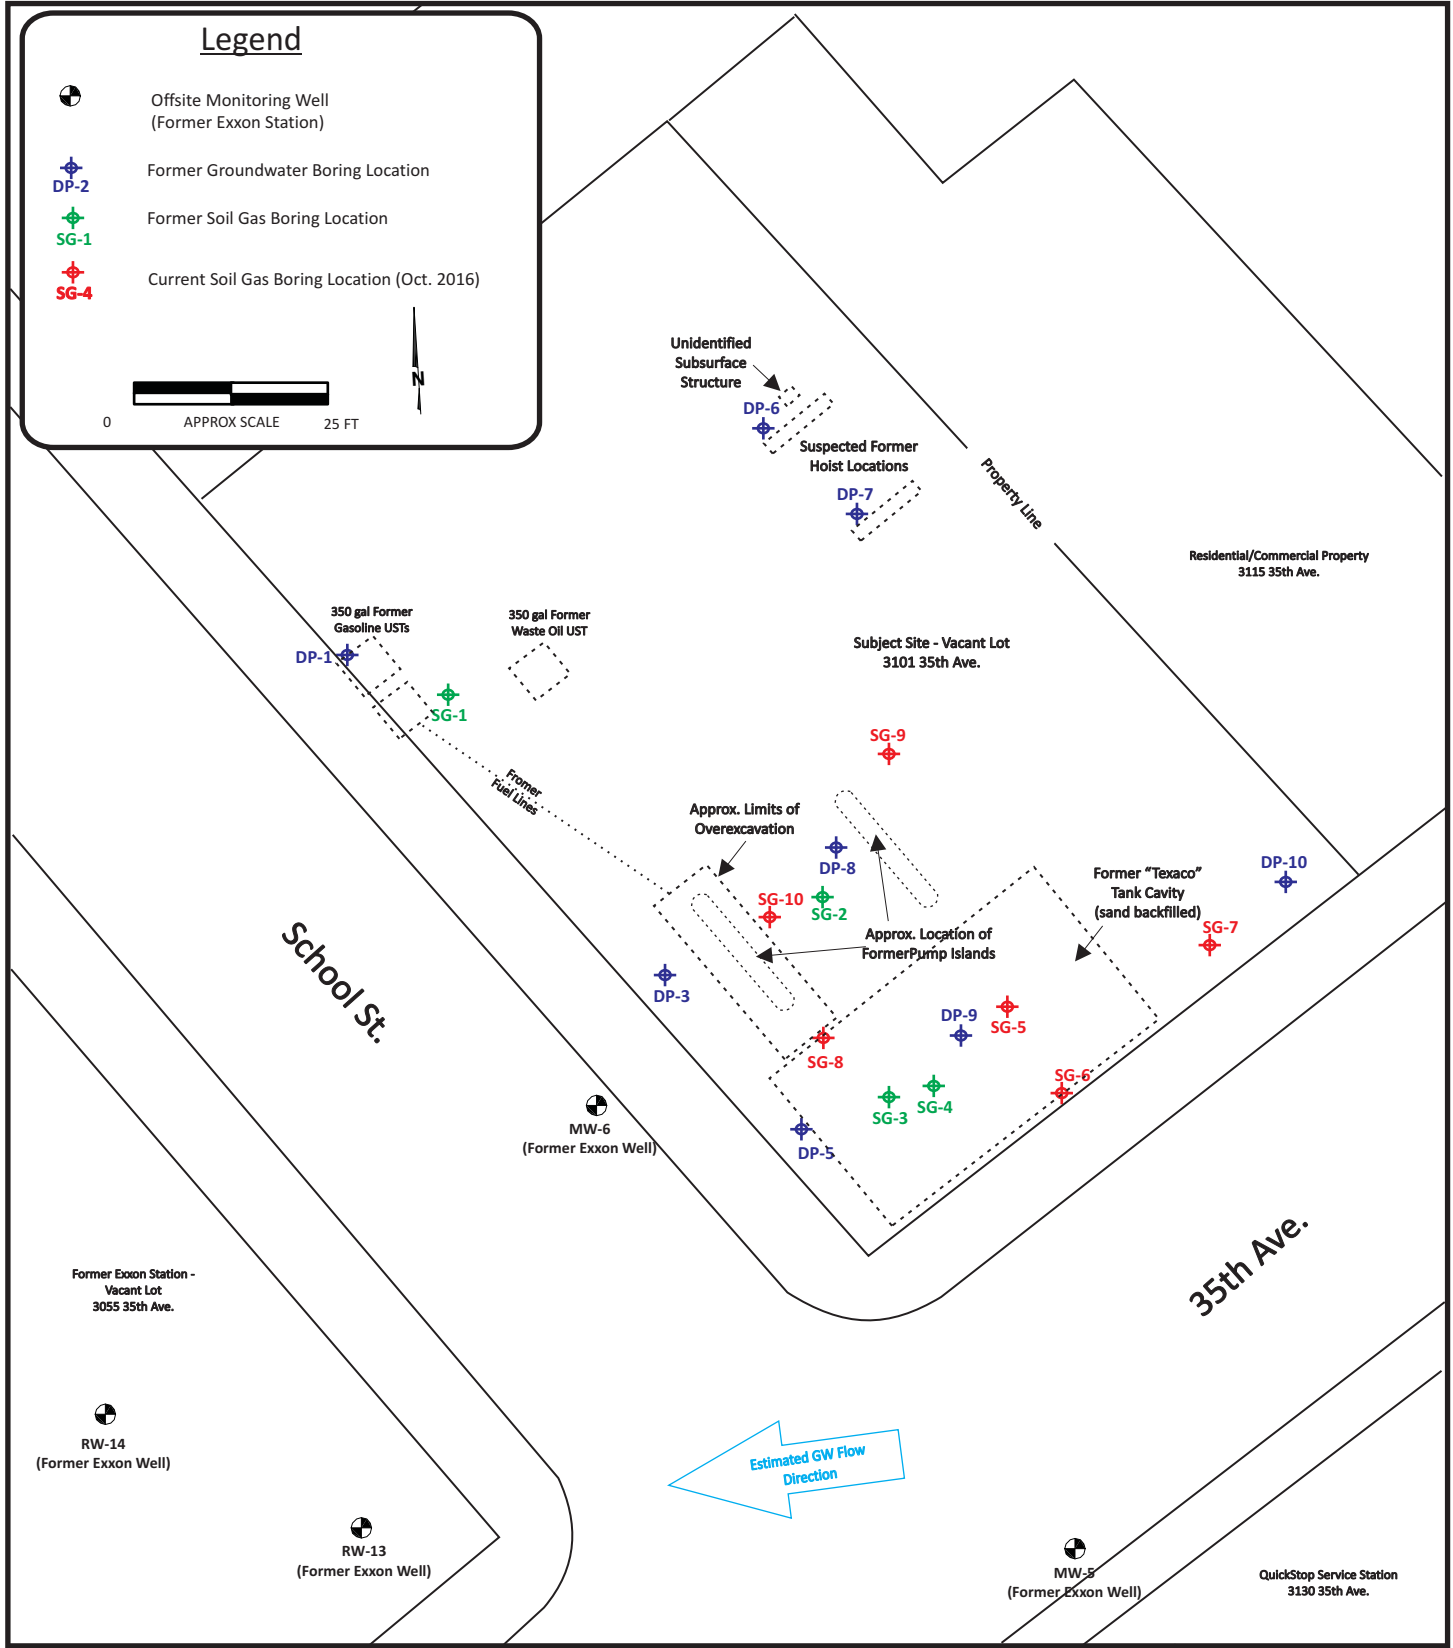 Legend
Offsite Monitoring Well
(Former Exxon Station)
DP-2
Former Groundwater Boring Location
SG-1
Former Soil Gas Boring Location
SG-4
Current Soil Gas Boring Location (Oct. 2016)
N
0
APPROX SCALE
25 FT
Unidentified
Subsurface
Structure
DP-6
Suspected Former
Hoist Locations
DP-7
Property Line
Residential/Commercial Property
3115 35th Ave.
350 gal Former
Gasoline USTs
350 gal Former
Waste Oil UST
DP-1
SG-1
Subject Site - Vacant Lot
3101 35th Ave.
SG-9
Fromer
Fuel Lines
Approx. Limits of
Overexcavation
DP-8
Former “Texaco”
Tank Cavity
(sand backfilled)
DP-10
SG-10
SG-2
SG-7
Approx. Location of
FormerPump Islands
School St.
DP-3
DP-9
SG-5
SG-8
SG-6
SG-3
SG-4
MW-6
(Former Exxon Well)
DP-5
35th Ave.
Former Exxon Station -
Vacant Lot
3055 35th Ave.
RW-14
(Former Exxon Well)
Estimated GW Flow
Direction
RW-13
(Former Exxon Well)
MW-5
(Former Exxon Well)
QuickStop Service Station
3130 35th Ave.